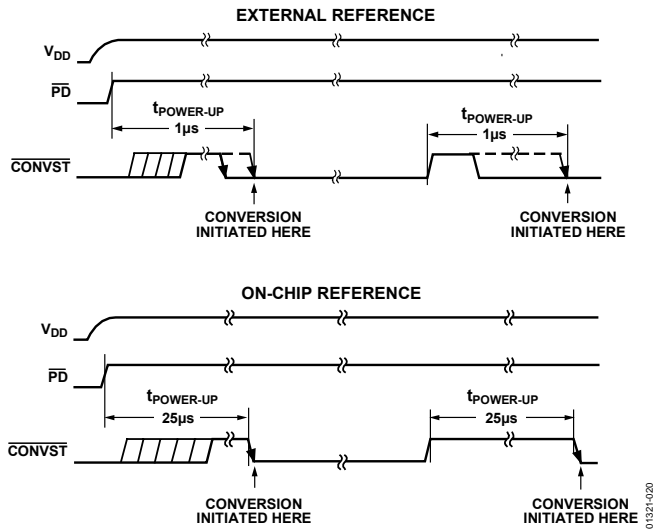 EXTERNAL REFERENCE
VDD
PD
tPOWER-UP
1µs
tPOWER-UP
1µs
CONVST
CONVERSION
INITIATED HERE
CONVERSION
INITIATED HERE
ON-CHIP REFERENCE
VDD
PD
tPOWER-UP
25µs
tPOWER-UP
25µs
CONVST
CONVERSION
INITIATED HERE
CONVERSION
INITIATED HERE
01321-020